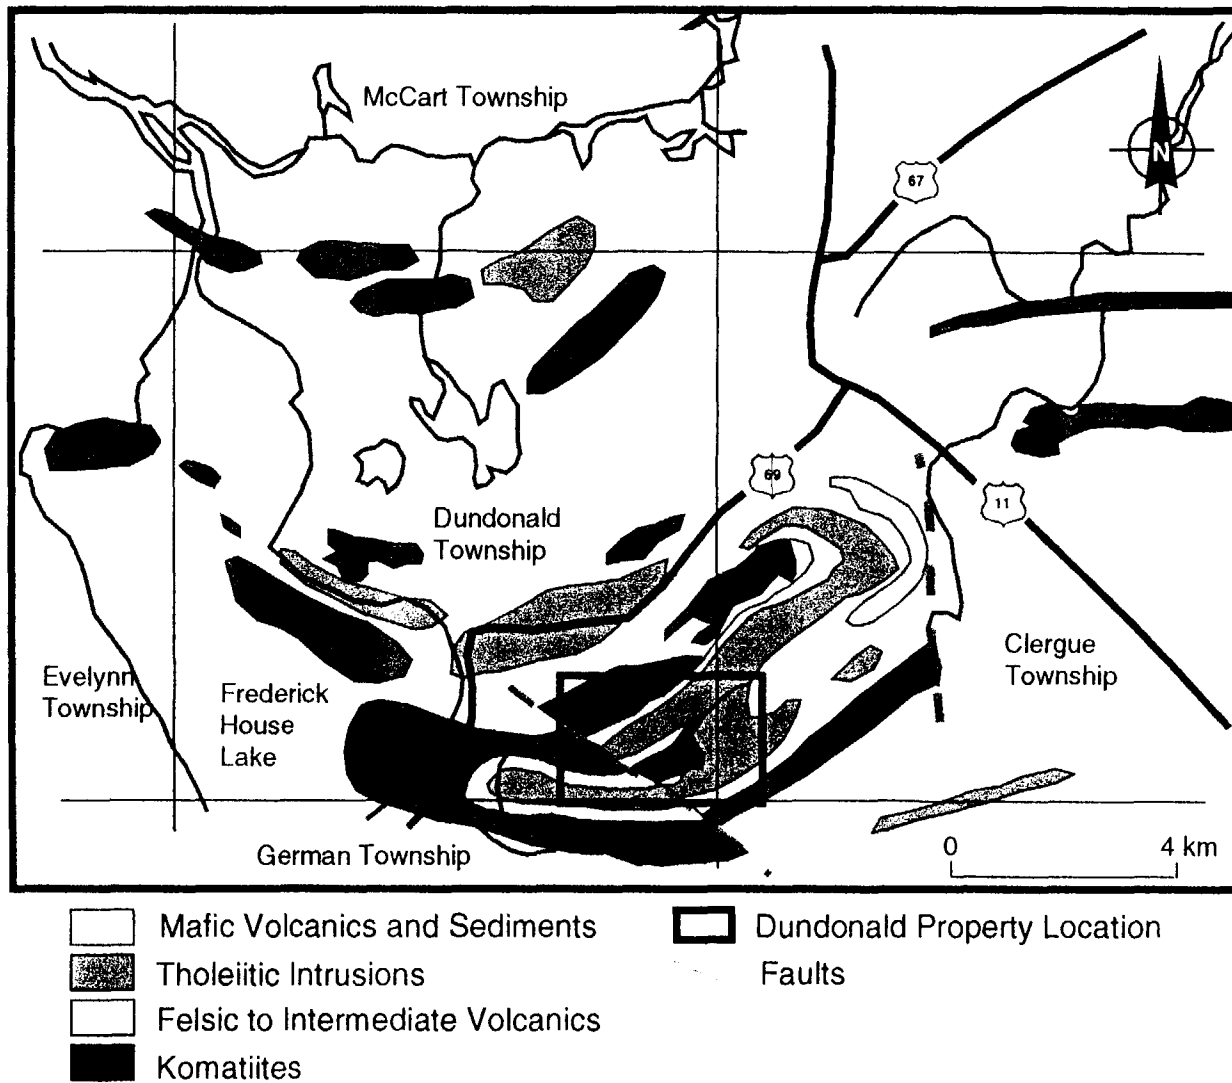 McCart Township
67
N
69
11
Dundonald
Township
Clergue
Township
Evelynn
Township
Frederick
House
Lake
German Township
0 4 km
Mafic Volcanics and Sediments
Dundonald Property Location
Tholeiitic Intrusions
Faults
Felsic to Intermediate Volcanics
Komatiites